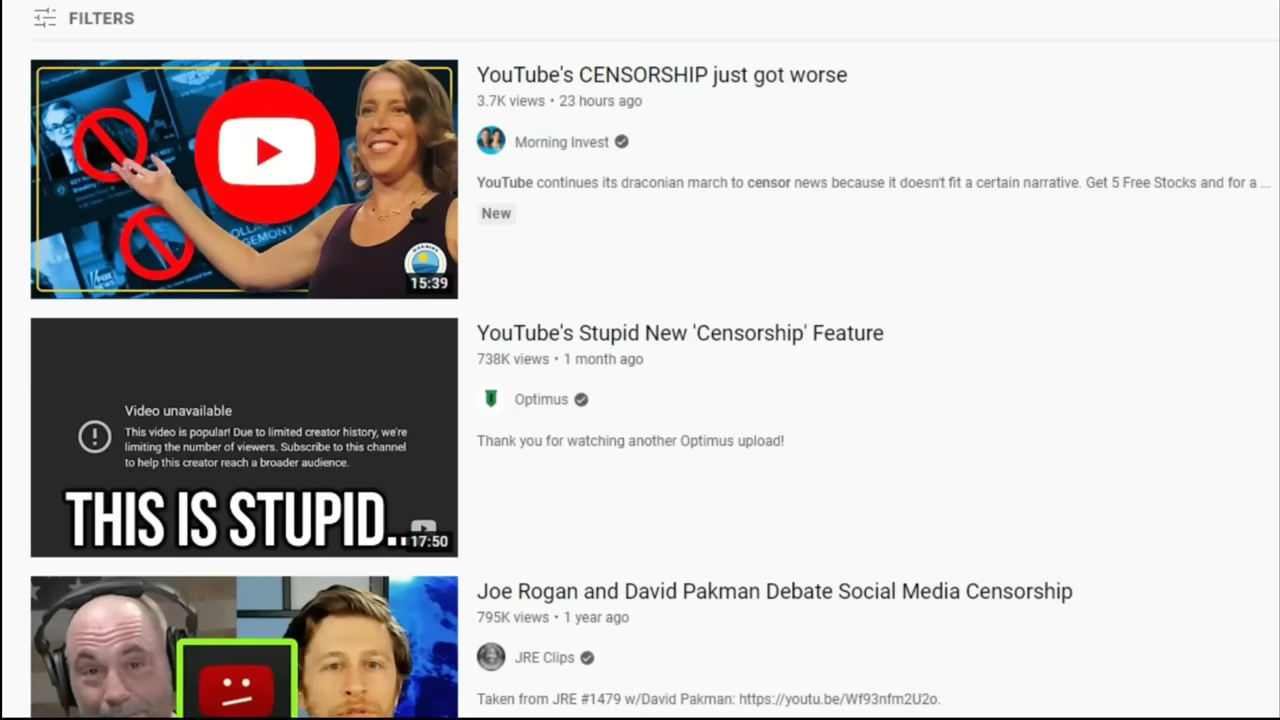 FILTERS
YouTube's CENSORSHIP just got worse
3.7K views • 23 hours ago
Morning Invest
YouTube continues its draconian march to censor news because it doesn't fit a certain narrative. Get 5 Free Stocks and for a ...
New
FOX
15:39
YouTube's Stupid New 'Censorship' Feature
738K views • 1 month ago
Optimus
Thank you for watching another Optimus upload!
Video unavailable
This video is popular! Due to limited creator history, we're
limiting the number of viewers. Subscribe to this channel
to help this creator reach a broader audience.
THIS IS STUPID..
17:50
Joe Rogan and David Pakman Debate Social Media Censorship
795K views • 1 year ago
JRE Clips
Taken from JRE #1479 w/David Pakman: https://youtu.be/Wf93nfm2U2o.